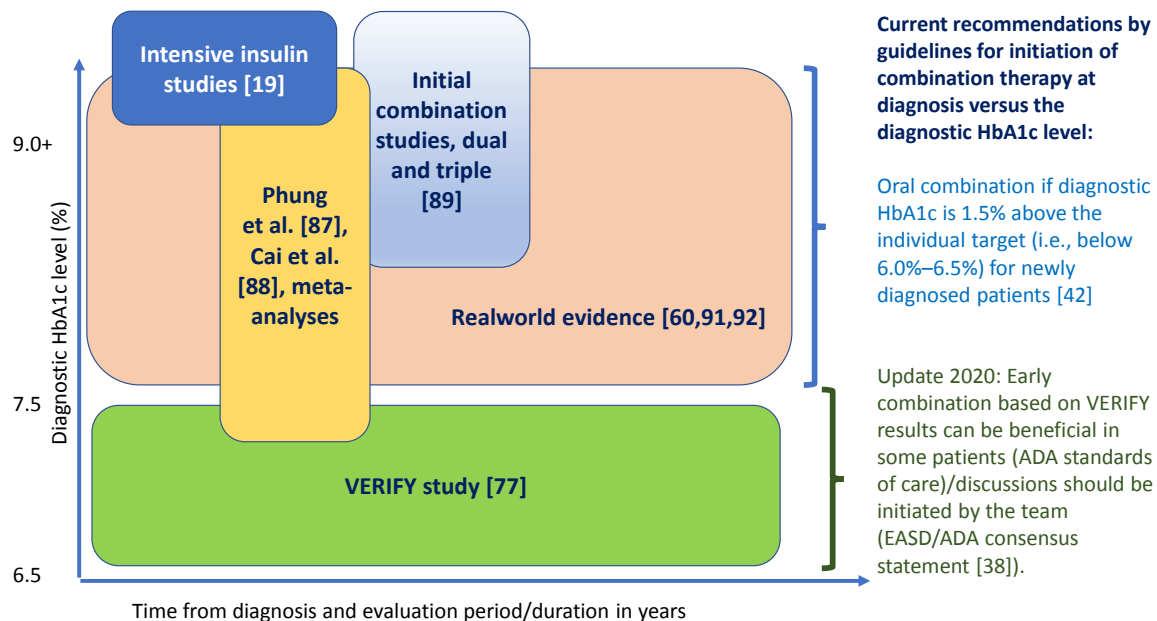 Intensive insulin
studies [19]
Initial
combination
studies, dual
and triple
[89]
Phung
et al. [87],
Cai et al.
[88], meta-
analyses
Realworld evidence [60,91,92]
VERIFY study [77]
9.0+
7.5
6.5
Diagnostic HbA1c level (%)
Time from diagnosis and evaluation period/duration in years
Current recommendations by
guidelines for initiation of
combination therapy at
diagnosis versus the
diagnostic HbA1c level:
Oral combination if diagnostic
HbA1c is 1.5% above the
individual target (i.e., below
6.0%–6.5%) for newly
diagnosed patients [42]
Update 2020: Early
combination based on VERIFY
results can be beneficial in
some patients (ADA standards
of care)/discussions should be
initiated by the team
(EASD/ADA consensus
statement [38]).